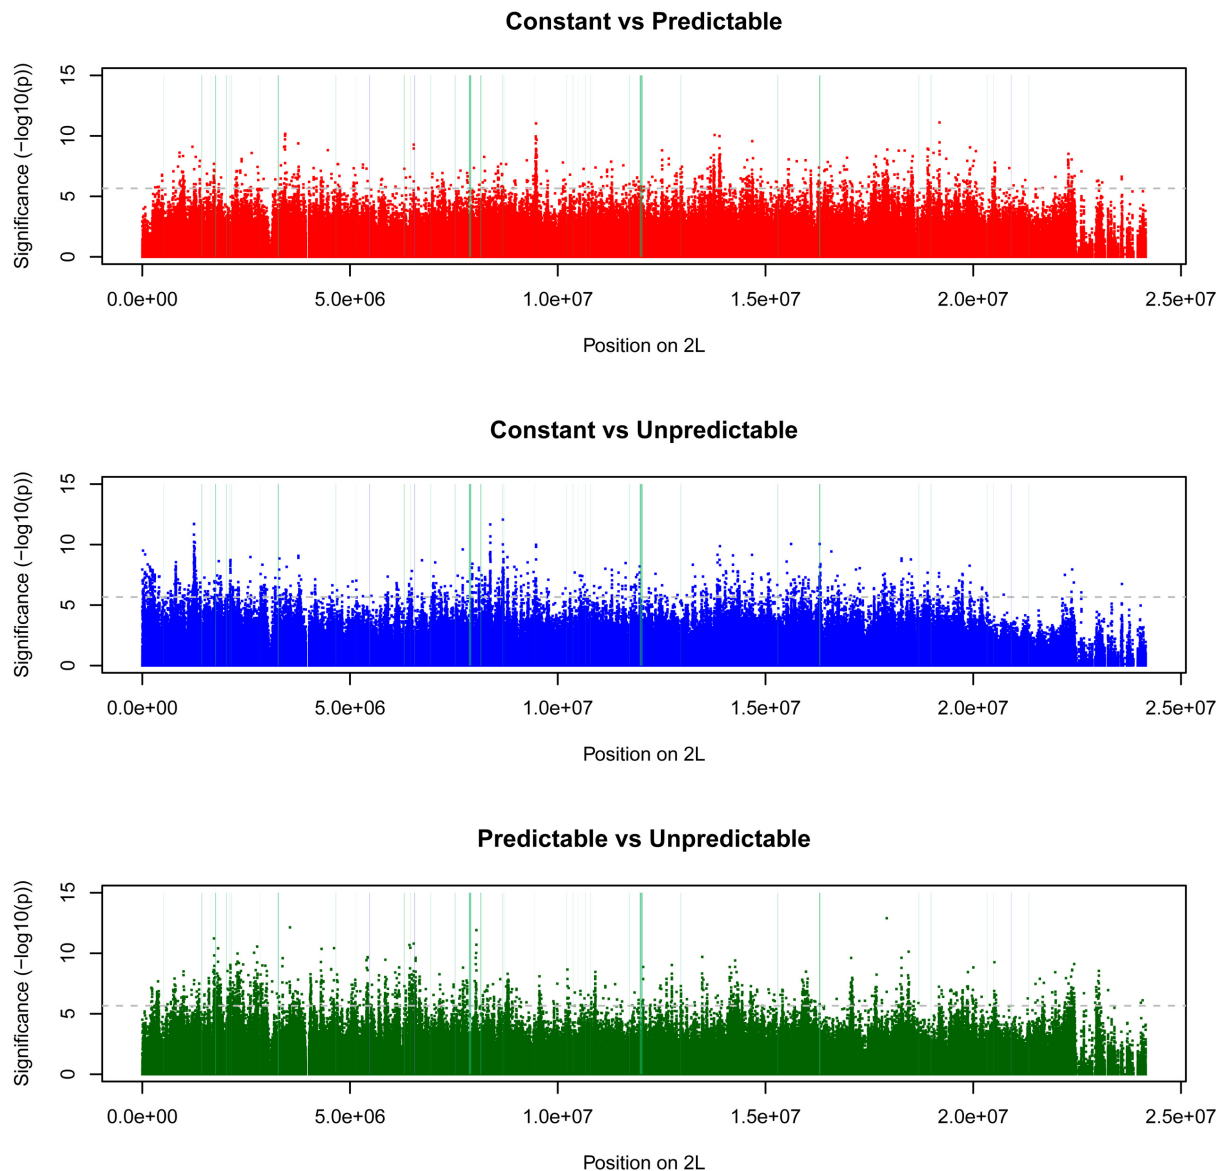 Constant vs Predictable
Significance (−log10(p))
15
10
5
0
0.0e+00 5.0e+06 1.0e+07 1.5e+07 2.0e+07 2.5e+07
Position on 2L
Constant vs Unpredictable
Significance (−log10(p))
15
10
5
0
0.0e+00 5.0e+06 1.0e+07 1.5e+07 2.0e+07 2.5e+07
Position on 2L
Predictable vs Unpredictable
Significance (−log10(p))
15
10
5
0
0.0e+00 5.0e+06 1.0e+07 1.5e+07 2.0e+07 2.5e+07
Position on 2L